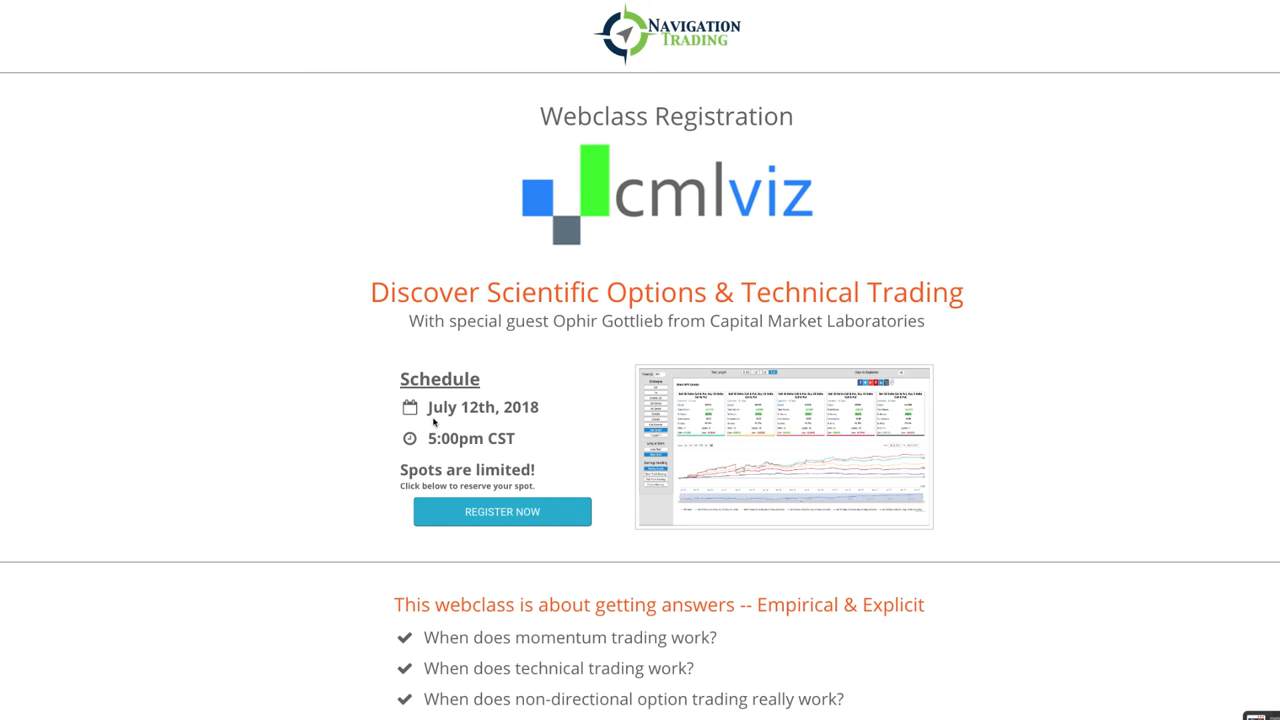 NAVIGATION
TRADING
Webclass Registration
cmlviz
Discover Scientific Options & Technical Trading
With special guest Ophir Gottlieb from Capital Market Laboratories
Schedule
July 12th, 2018
5:00pm CST
Spots are limited!
Click below to reserve your spot.
REGISTER NOW
This webclass is about getting answers -- Empirical & Explicit
When does momentum trading work?
When does technical trading work?
When does non-directional option trading really work?